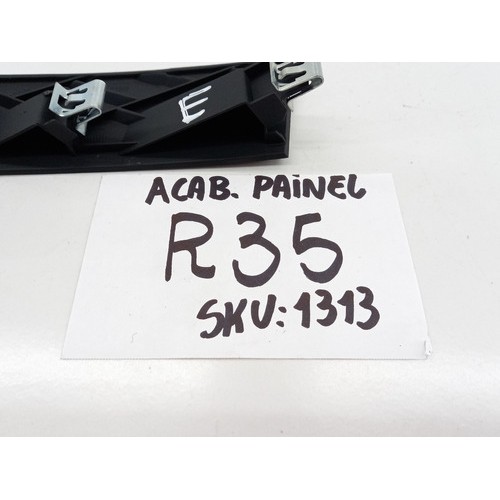 E
ACAB. PAINEL
R35
SKU: 1313